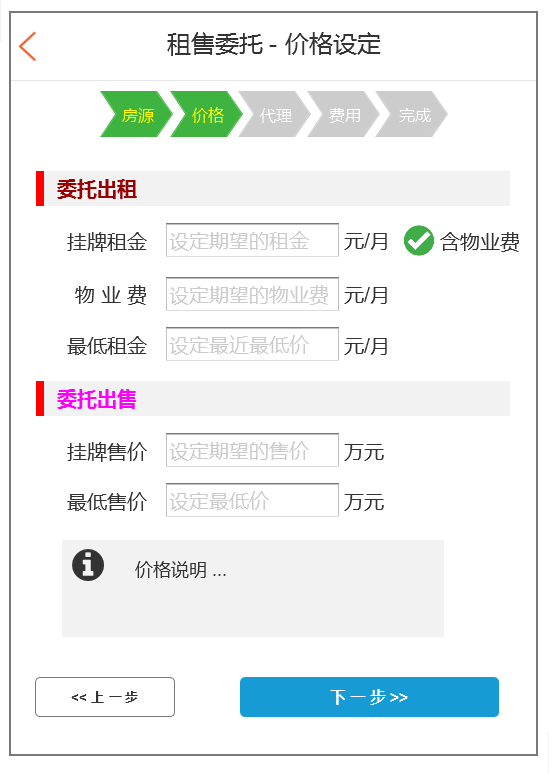 租售委托 - 价格设定
房源 价格 代理 费用 完成
委托出租
挂牌租金 设定期望的租金 元/月 含物业费
物 业 费 设定期望的物业费 元/月
最低租金 设定最近最低价 元/月
委托出售
挂牌售价 设定期望的售价 万元
最低售价 设定最低价 万元
价格说明 ...
<< 上 一 步 下 一 步 >>